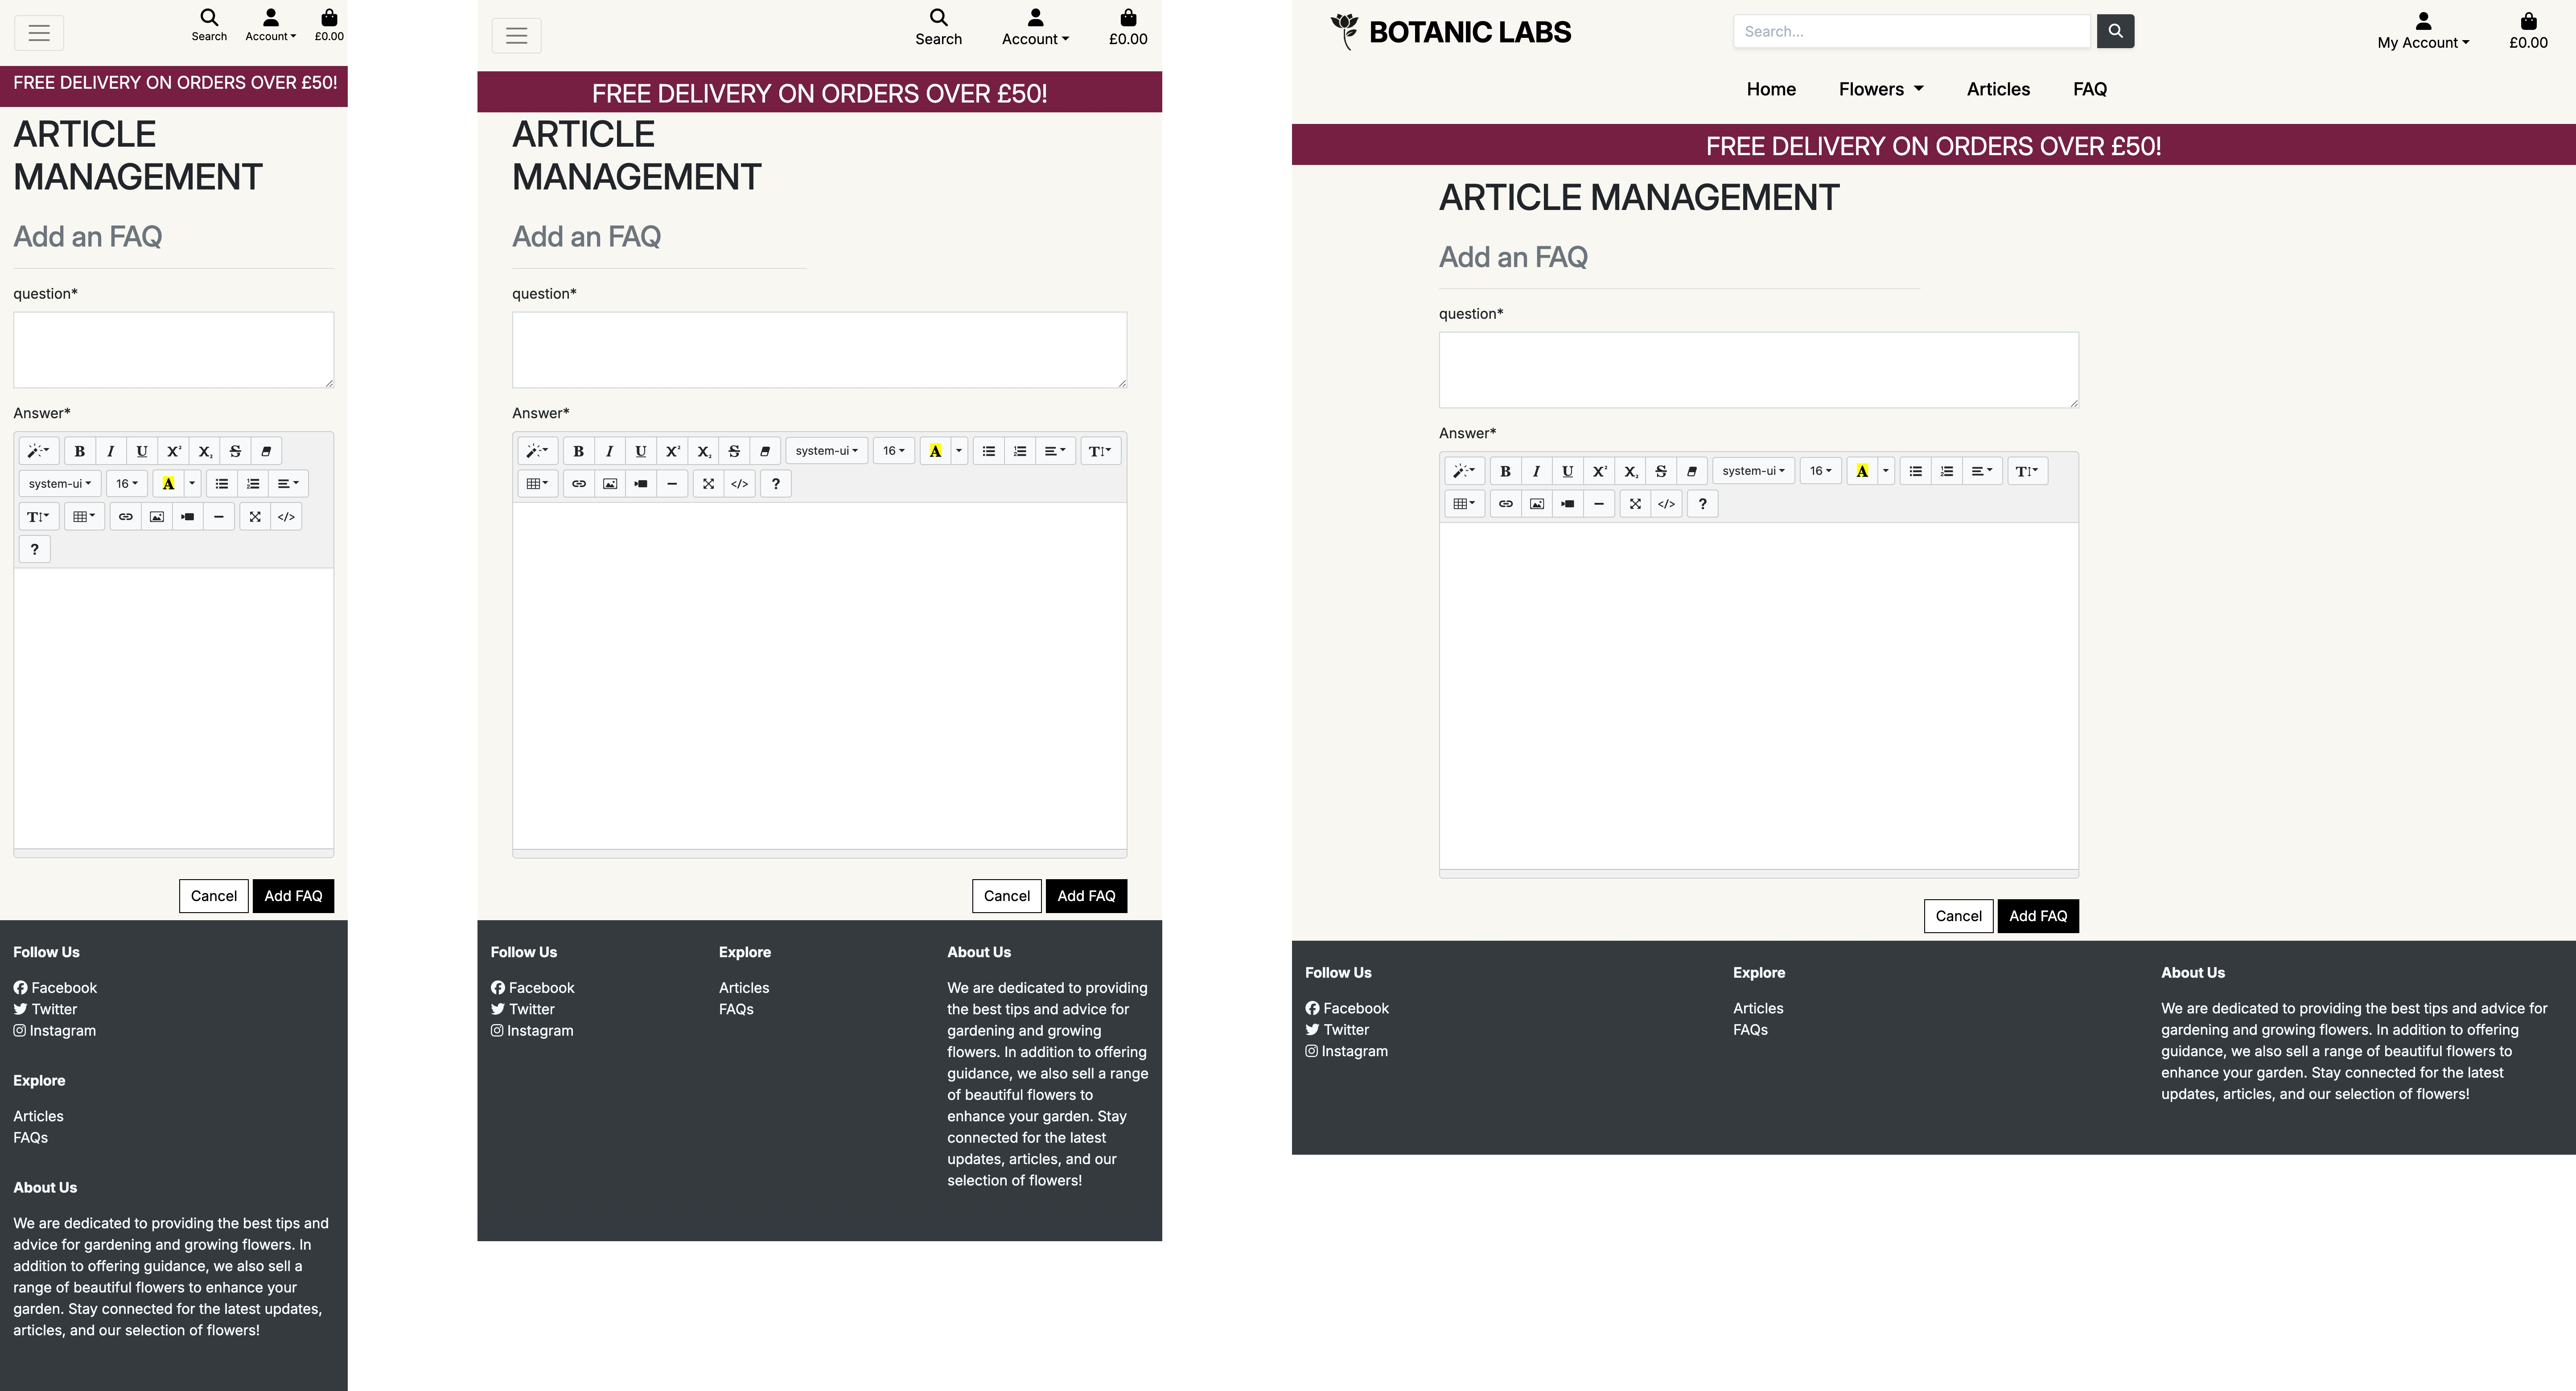 Search Account £0.00
FREE DELIVERY ON ORDERS OVER £50!
ARTICLE
MANAGEMENT
Add an FAQ
question*
Answer*
B I U X² X₂ S
system-ui 16 A
T
</>
?
Cancel Add FAQ
Follow Us
Facebook
Twitter
Instagram
Explore
Articles
FAQs
About Us
We are dedicated to providing the best tips and
advice for gardening and growing flowers. In
addition to offering guidance, we also sell a
range of beautiful flowers to enhance your
garden. Stay connected for the latest updates,
articles, and our selection of flowers!
Search Account £0.00
FREE DELIVERY ON ORDERS OVER £50!
ARTICLE
MANAGEMENT
Add an FAQ
question*
Answer*
B I U X² X₂ S system-ui 16 A T
</> ?
Cancel Add FAQ
Follow Us
Facebook
Twitter
Instagram
Explore
Articles
FAQs
About Us
We are dedicated to providing
the best tips and advice for
gardening and growing
flowers. In addition to offering
guidance, we also sell a range
of beautiful flowers to
enhance your garden. Stay
connected for the latest
updates, articles, and our
selection of flowers!
BOTANIC LABS
Search...
My Account £0.00
Home Flowers Articles FAQ
FREE DELIVERY ON ORDERS OVER £50!
ARTICLE MANAGEMENT
Add an FAQ
question*
Answer*
B I U X² X₂ S system-ui 16 A T
</> ?
Cancel Add FAQ
Follow Us
Facebook
Twitter
Instagram
Explore
Articles
FAQs
About Us
We are dedicated to providing the best tips and advice for
gardening and growing flowers. In addition to offering
guidance, we also sell a range of beautiful flowers to
enhance your garden. Stay connected for the latest
updates, articles, and our selection of flowers!